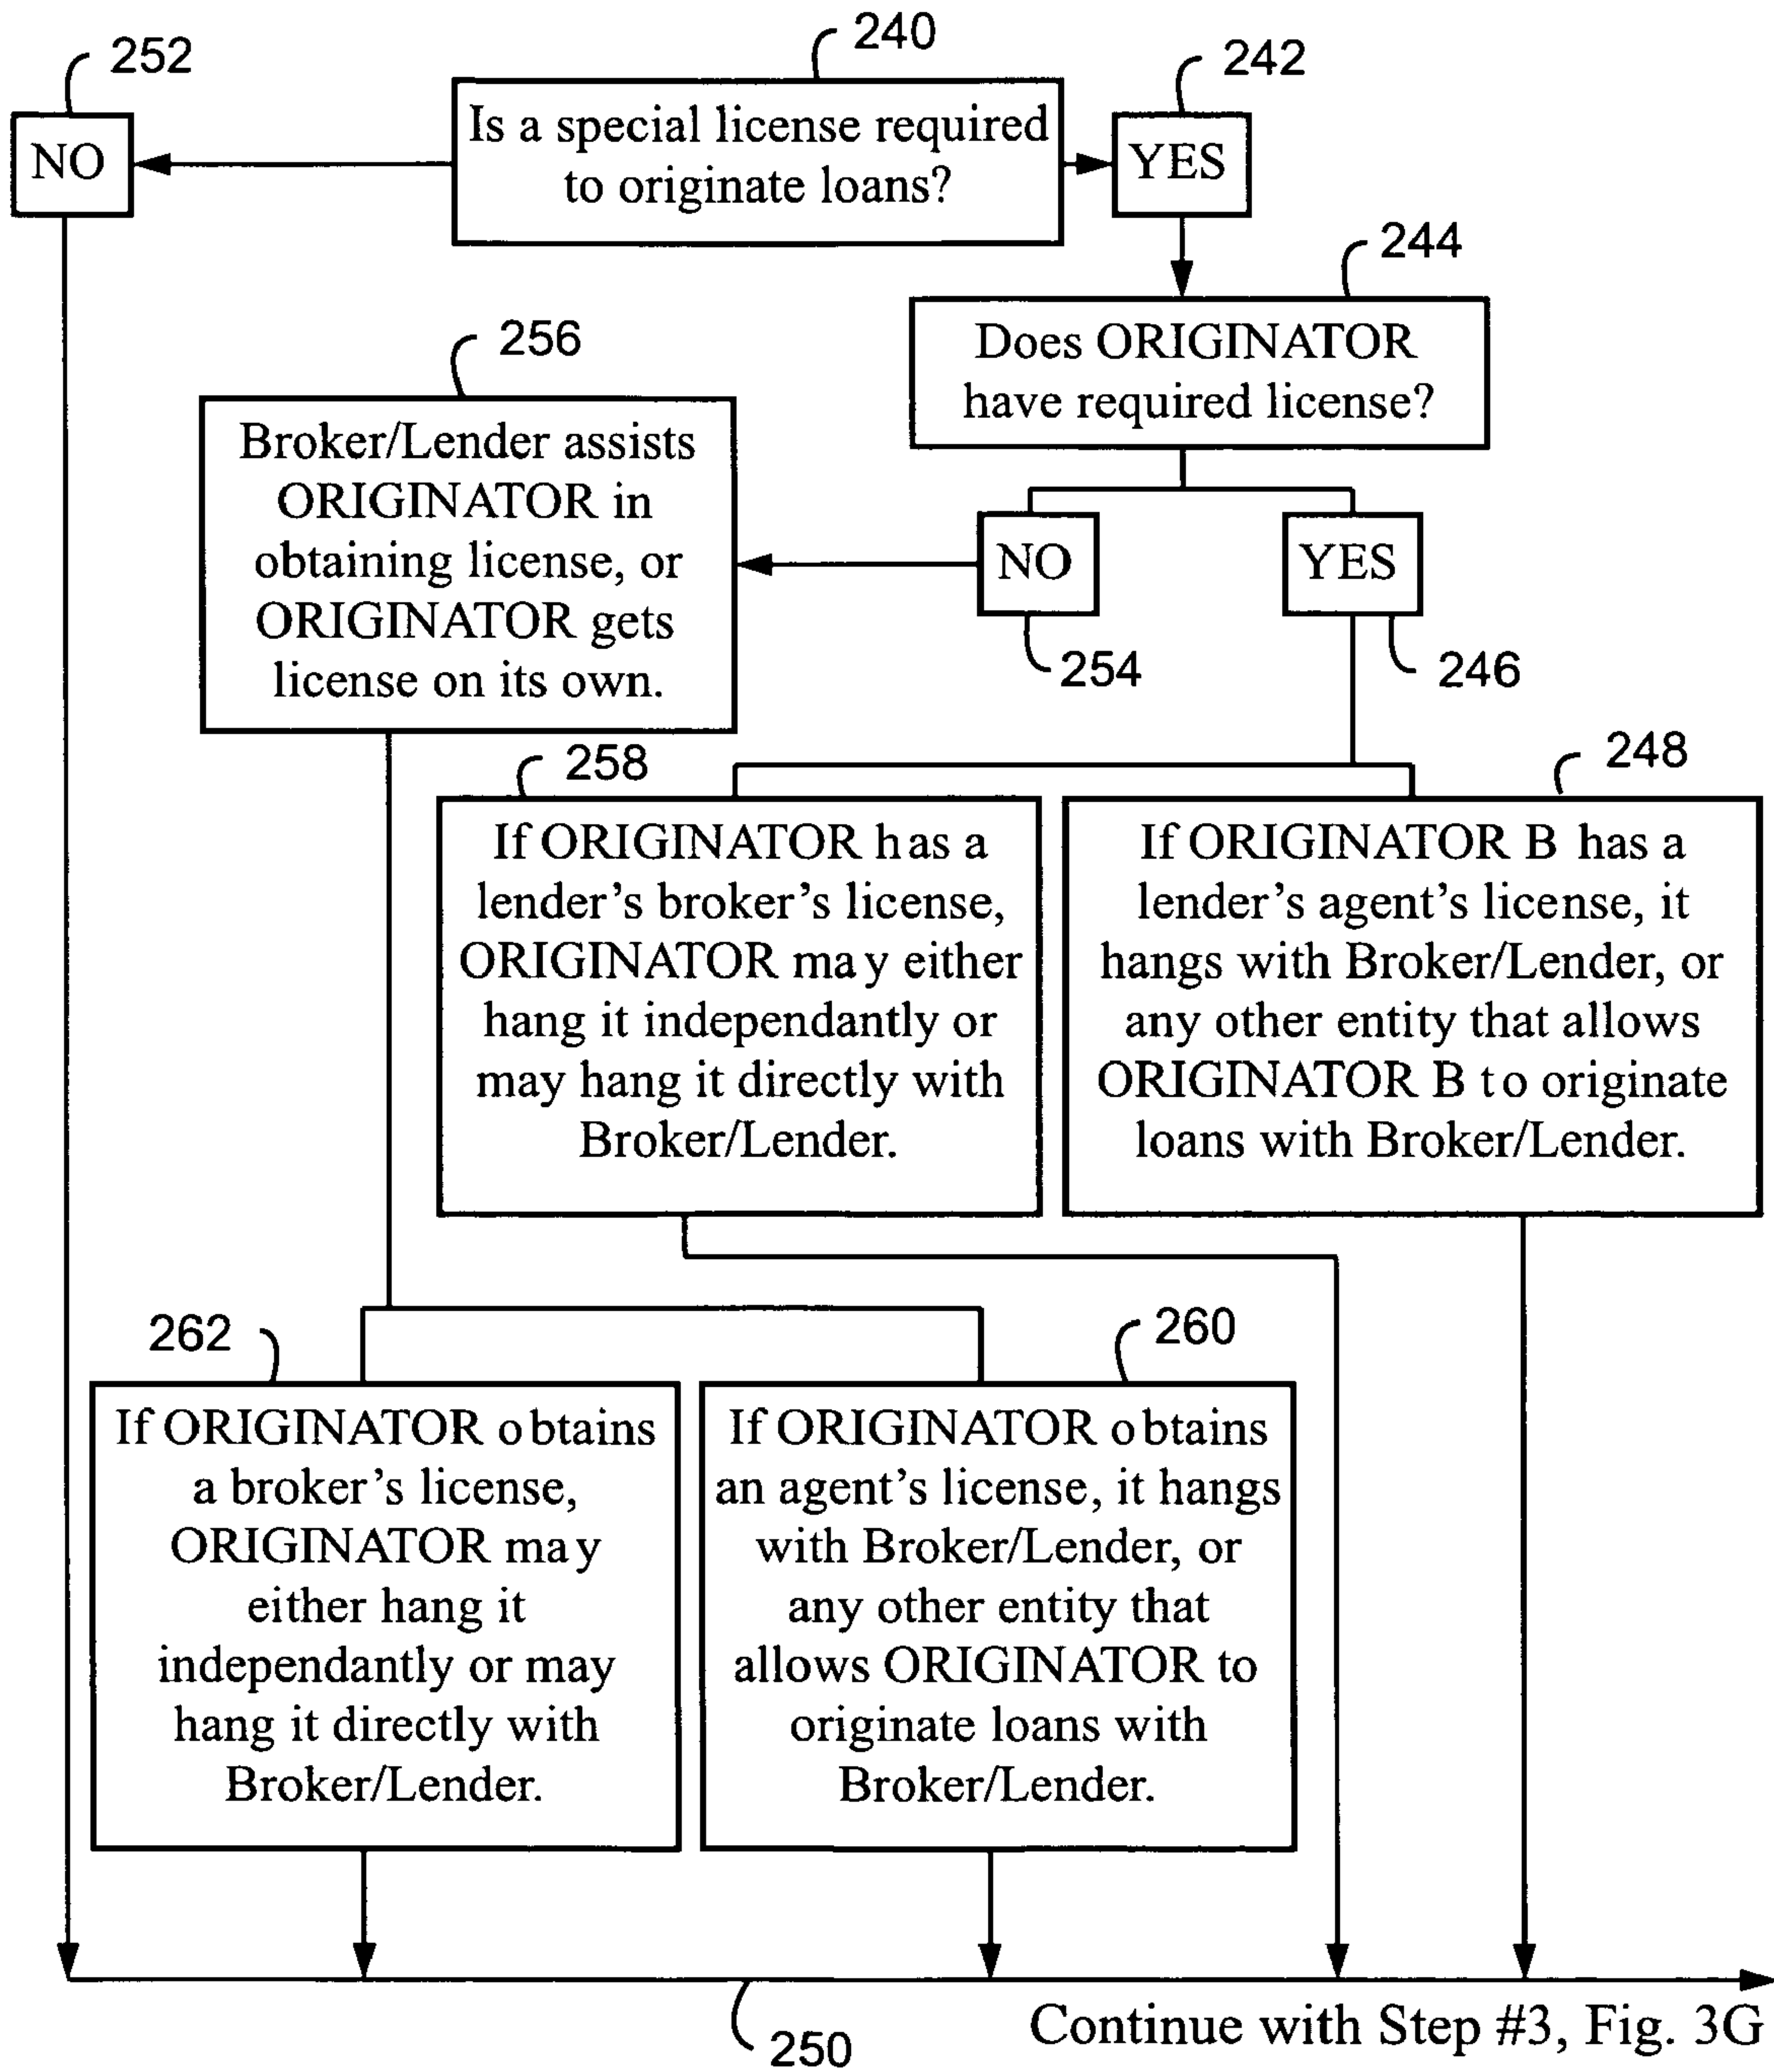 240
252
242
Is a special license required
to originate loans?
NO
YES
244
Does ORIGINATOR
have required license?
256
Broker/Lender assists
ORIGINATOR in
obtaining license, or
ORIGINATOR gets
license on its own.
NO
YES
254
246
258
248
If ORIGINATOR has a
lender's broker's license,
ORIGINATOR may either
hang it independantly or
may hang it directly with
Broker/Lender.
If ORIGINATOR B has a
lender's agent's license, it
hangs with Broker/Lender, or
any other entity that allows
ORIGINATOR B to originate
loans with Broker/Lender.
262
260
If ORIGINATOR obtains
a broker's license,
ORIGINATOR may
either hang it
independantly or may
hang it directly with
Broker/Lender.
If ORIGINATOR obtains
an agent's license, it hangs
with Broker/Lender, or
any other entity that
allows ORIGINATOR to
originate loans with
Broker/Lender.
250
Continue with Step #3, Fig. 3G